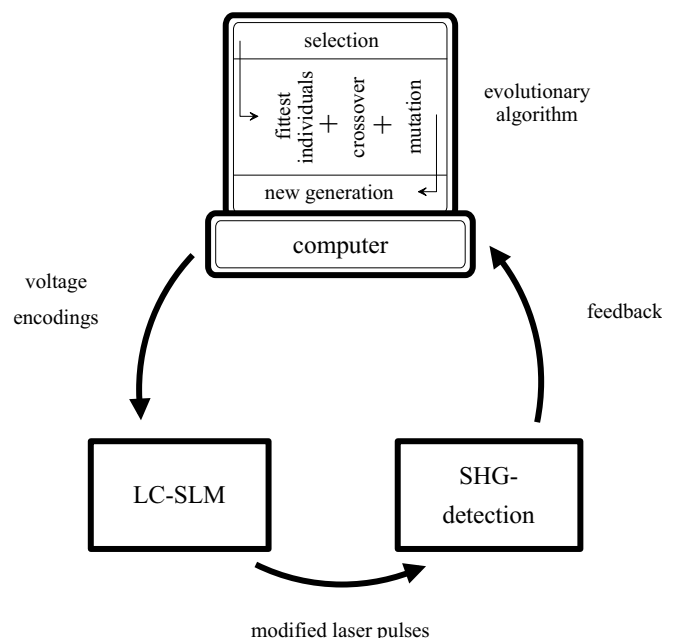 selection
fittest
individuals
+
crossover
+
mutation
new generation
computer
evolutionary
algorithm
voltage
encodings
feedback
LC-SLM
SHG-
detection
modified laser pulses